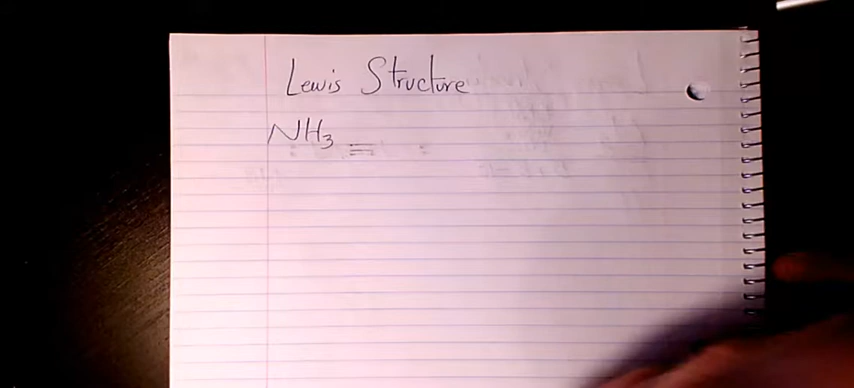 Lewis Structure
NH₃ =